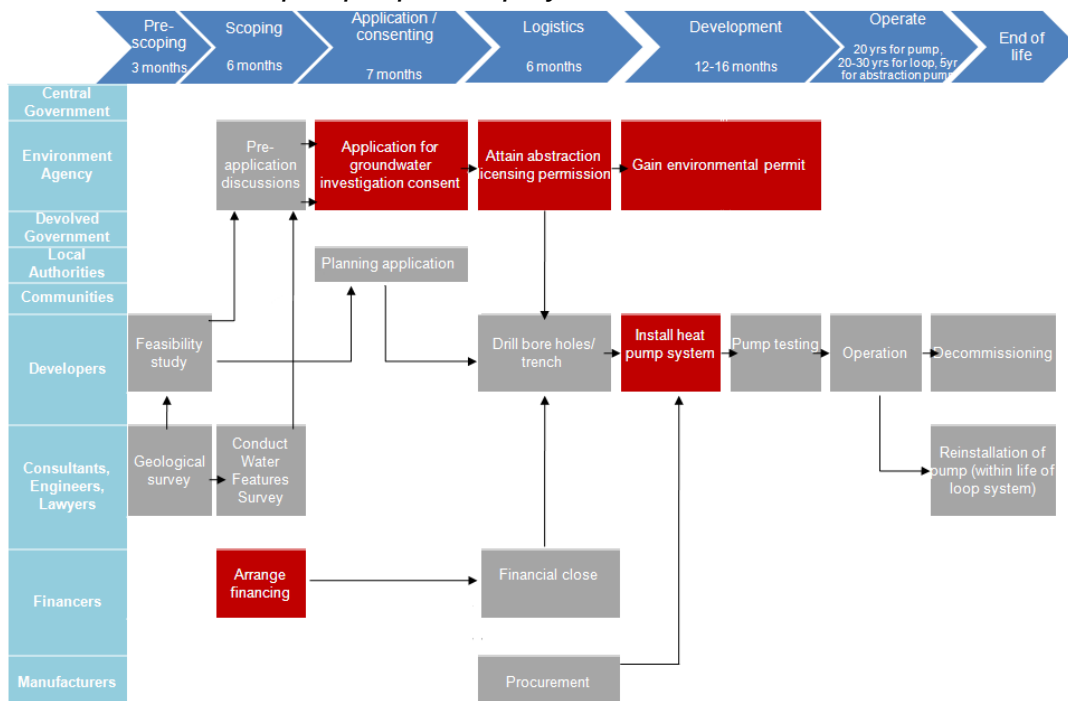 Pre-
scoping
3 months
Scoping
6 months
Application /
consenting
7 months
Logistics
6 months
Development
12-16 months
Operate
20 yrs for pump,
20-30 yrs for loop, 5yr
for abstraction pump
End of
life
Central
Government
Environment
Agency
Pre-
application
discussions
Application for
groundwater
investigation consent
Attain abstraction
licensing permission
Gain environmental permit
Devolved
Government
Local
Authorities
Planning application
Communities
Developers
Feasibility
study
Drill bore holes/
trench
Install heat
pump system
Pump testing
Operation
Decommissioning
Consultants,
Engineers,
Lawyers
Geological
survey
Conduct
Water
Features
Survey
Reinstallation of
pump (within life of
loop system)
Financers
Arrange
financing
Financial close
Manufacturers
Procurement